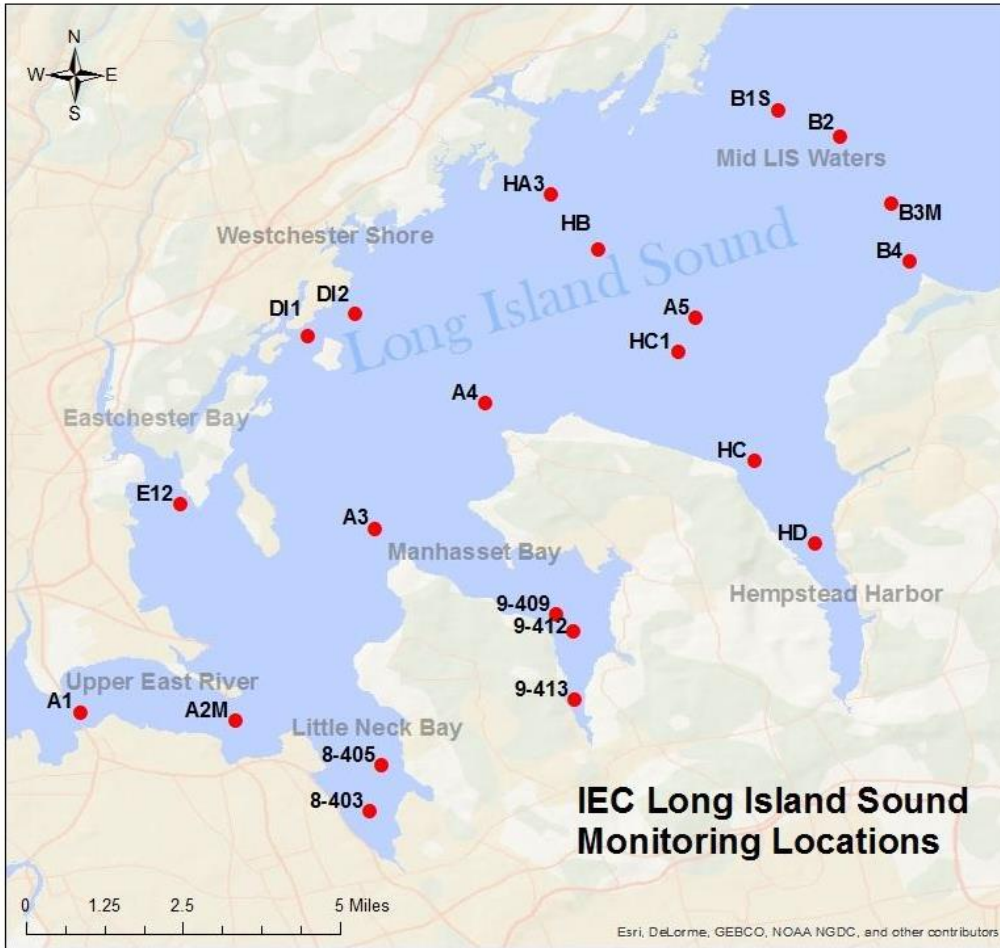 N
W E
S
B1S
B2
Mid LIS Waters
HA3
B3M
HB
Westchester Shore
B4
Long Island Sound
DI2
DI1
A5
HC1
A4
Eastchester Bay
HC
E12
A3
HD
Manhasset Bay
Hempstead Harbor
9-409
9-412
Upper East River
9-413
A1
A2M
Little Neck Bay
8-405
8-403
IEC Long Island Sound
Monitoring Locations
0 1.25 2.5 5 Miles
Esri, DeLorme, GEBCO, NOAA NGDC, and other contributors